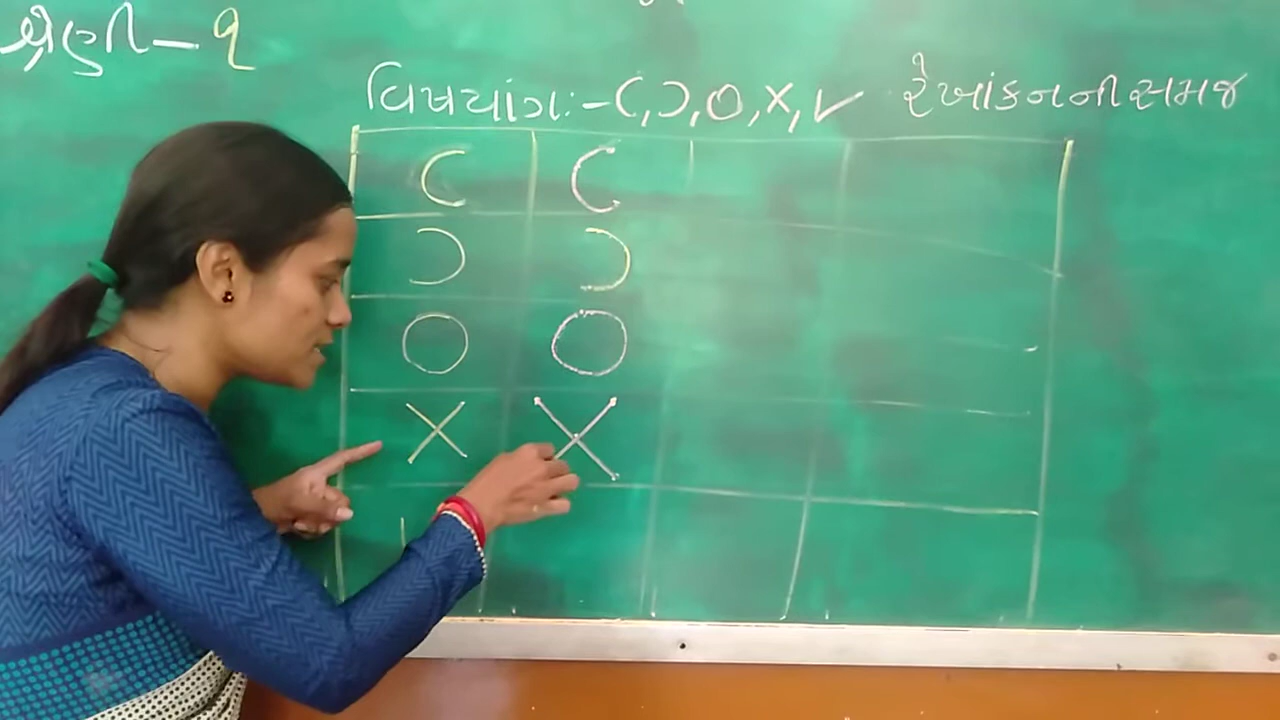 શ્રેણી – ૧
વિષયાંગ :- C, Ɔ, O, X, ✓ રેખાંકનની સમજ
C C
Ɔ Ɔ
O O
X X